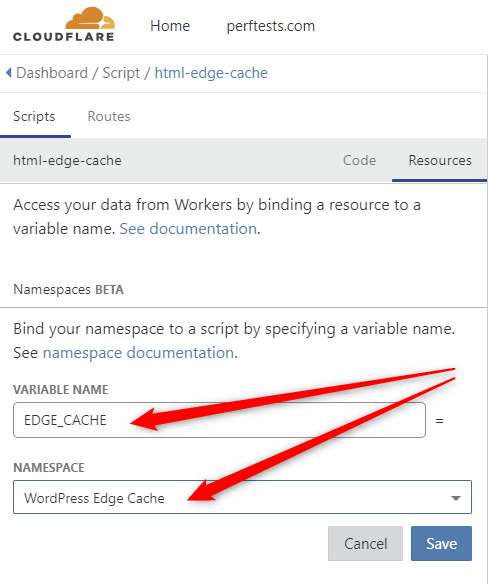 CLOUDFLARE Home perftests.com
Dashboard / Script / html-edge-cache
Scripts Routes
html-edge-cache Code Resources
Access your data from Workers by binding a resource to a
variable name. See documentation.
Namespaces BETA
Bind your namespace to a script by specifying a variable name.
See namespace documentation.
VARIABLE NAME
EDGE_CACHE =
NAMESPACE
WordPress Edge Cache
Cancel Save